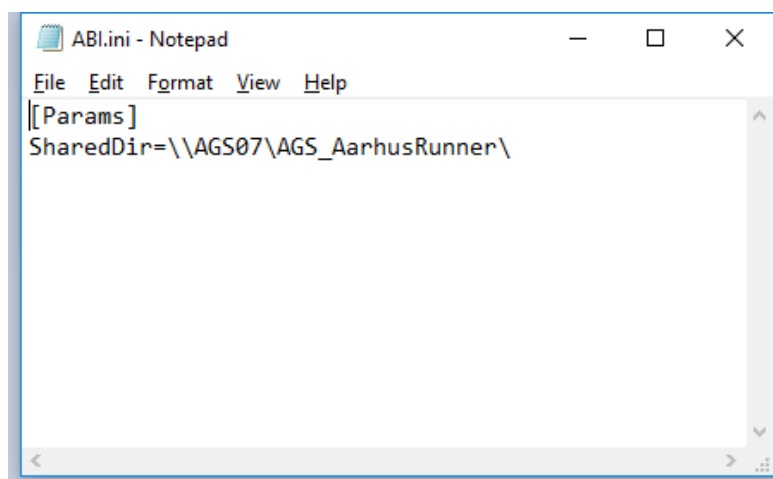 ABI.ini - Notepad
File Edit Format View Help
[Params]
SharedDir=\\AGS07\AGS_AarhusRunner\